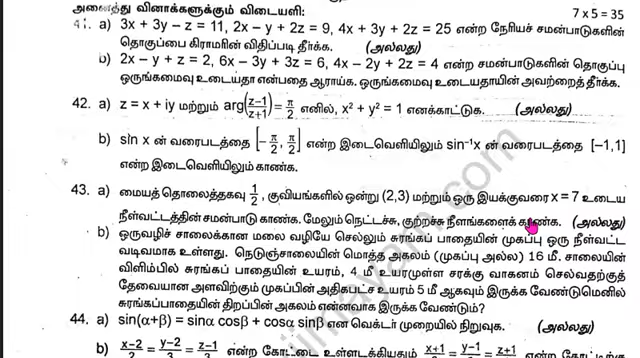 அனைத்து வினாக்களுக்கும் விடையளி: 7 x 5 = 35
41. a) 3x + 3y – z = 11, 2x – y + 2z = 9, 4x + 3y + 2z = 25 என்ற நேரியச் சமன்பாடுகளின்
தொகுப்பை கிராமரின் விதிப்படி தீர்க்க. (அல்லது)
b) 2x – y + z = 2, 6x – 3y + 3z = 6, 4x – 2y + 2z = 4 என்ற சமன்பாடுகளின் தொகுப்பு
ஒருங்கமைவு உடையதா என்பதை ஆராய்க. ஒருங்கமைவு உடையதாயின் அவற்றைத் தீர்க்க.
42. a) z = x + iy மற்றும் arg(z–1/z+1) = π/2 எனில், x² + y² = 1 எனக்காட்டுக. (அல்லது)
b) sin x ன் வரைபடத்தை [–π/2, π/2] என்ற இடைவெளியிலும் sin⁻¹x ன் வரைபடத்தை [–1,1]
என்ற இடைவெளியிலும் காண்க.
43. a) மையத் தொலைத்தகவு 1/2, குவியங்களில் ஒன்று (2,3) மற்றும் ஒரு இயக்குவரை x = 7 உடைய
நீள்வட்டத்தின் சமன்பாடு காண்க. மேலும் நெட்டச்சு, குற்றச்சு நீளங்களைக் காண்க. (அல்லது)
b) ஒருவழிச் சாலைக்கான மலை வழியே செல்லும் சுரங்கப் பாதையின் முகப்பு ஒரு நீள்வட்ட
வடிவமாக உள்ளது. நெடுஞ்சாலையின் மொத்த அகலம் (முகப்பு அல்ல) 16 மீ. சாலையின்
விளிம்பில் சுரங்கப் பாதையின் உயரம், 4 மீ உயரமுள்ள சரக்கு வாகனம் செல்வதற்குத்
தேவையான அளவிற்கும் முகப்பின் அதிகபட்ச உயரம் 5 மீ ஆகவும் இருக்க வேண்டுமெனில்
சுரங்கப்பாதையின் திறப்பின் அகலம் என்னவாக இருக்க வேண்டும்?
44. a) sin(α+β) = sinα cosβ + cosα sinβ என வெக்டர் முறையில் நிறுவுக. (அல்லது)
b) x–2/2 = y–2/3 = z–1/3 என்ற கோட்டை உள்ளடக்கியதும் x+1/ = y–1/ = z+1/ என்ற